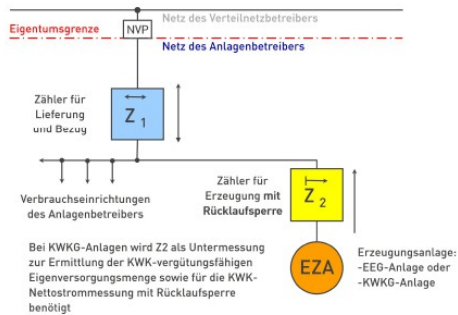 Netz des Verteilnetzbetreibers
Eigentumsgrenze
NVP
Netz des Anlagenbetreibers
Zähler für
Lieferung
und Bezug
Z 1
Verbrauchseinrichtungen
des Anlagenbetreibers
Zähler für
Erzeugung mit
Rücklaufsperre
Z 2
Bei KWKG-Anlagen wird Z2 als Untermessung
zur Ermittlung der KWK-vergütungsfähigen
Eigenversorgungsmenge sowie für die KWK-
Nettostrommessung mit Rücklaufsperre
benötigt
EZA
Erzeugungsanlage:
-EEG-Anlage oder
-KWKG-Anlage